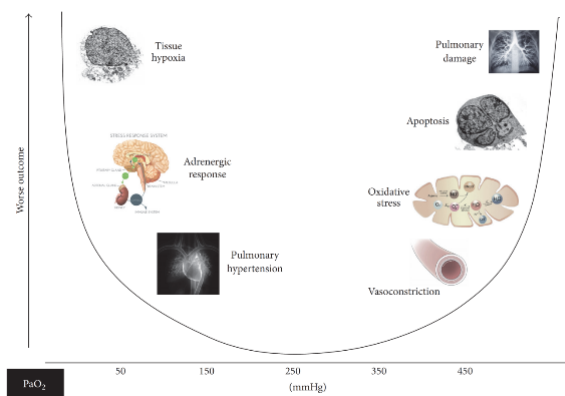 Tissue
hypoxia
Pulmonary
damage
Apoptosis
Adrenergic
response
Oxidative
stress
Pulmonary
hypertension
Vasoconstriction
Worse outcome
50
150
250
350
450
(mmHg)
PaO₂